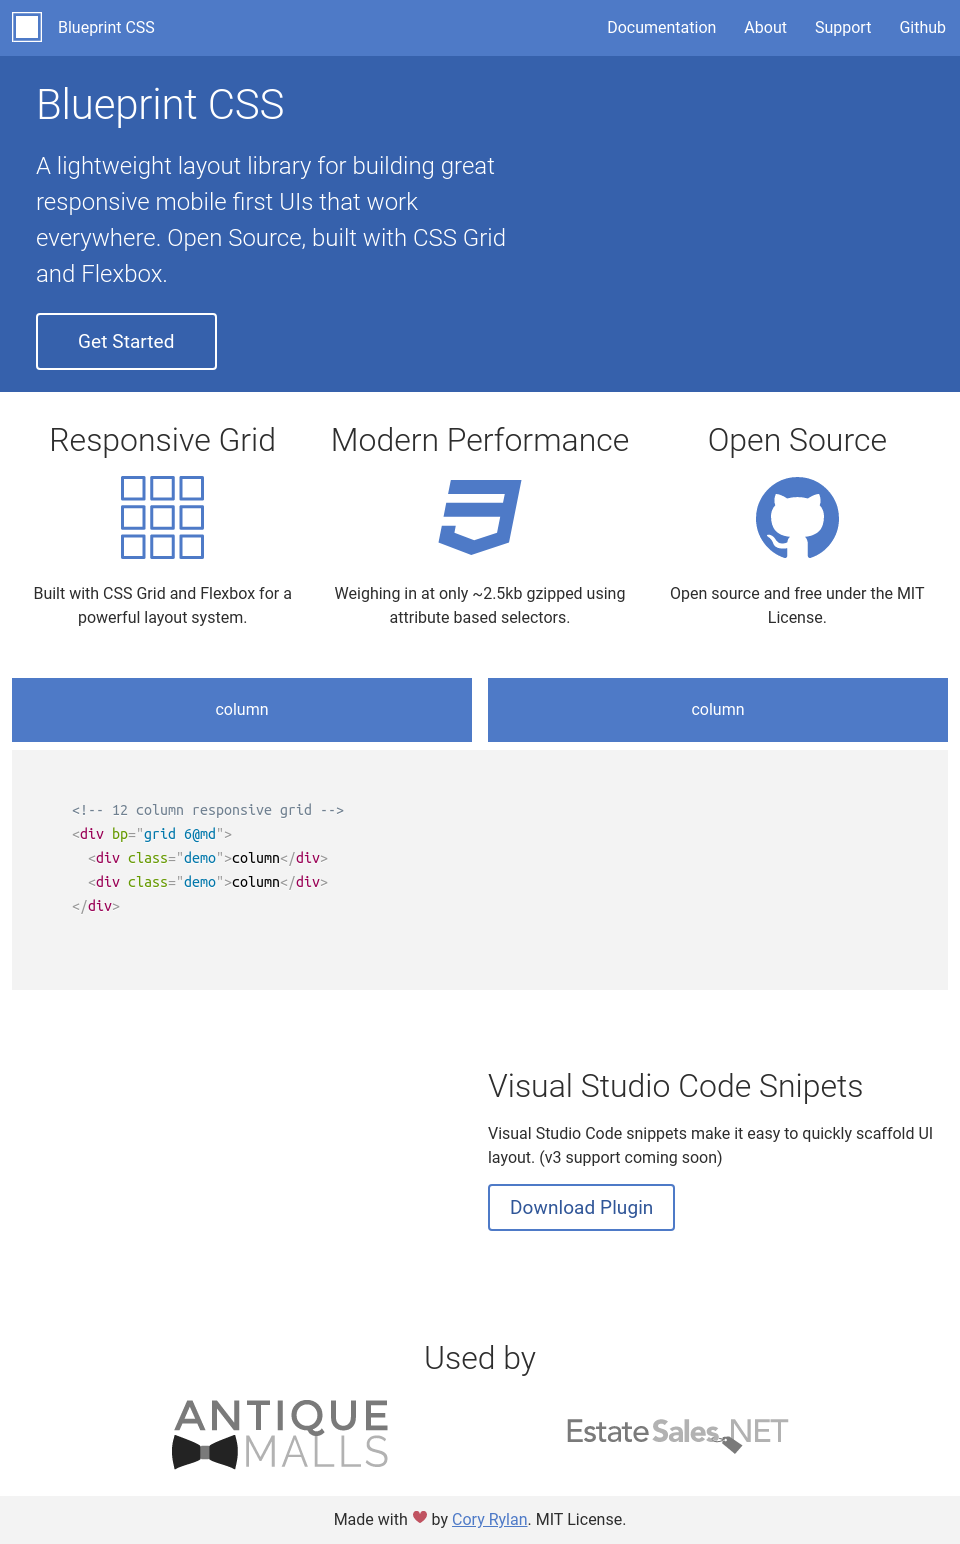 Blueprint CSS
Documentation About Support Github
Blueprint CSS
A lightweight layout library for building great
responsive mobile first UIs that work
everywhere. Open Source, built with CSS Grid
and Flexbox.
Get Started
Responsive Grid
Built with CSS Grid and Flexbox for a
powerful layout system.
Modern Performance
Weighing in at only ~2.5kb gzipped using
attribute based selectors.
Open Source
Open source and free under the MIT
License.
column
column
<!-- 12 column responsive grid -->
<div bp="grid 6@md">
  <div class="demo">column</div>
  <div class="demo">column</div>
</div>
Visual Studio Code Snipets
Visual Studio Code snippets make it easy to quickly scaffold UI
layout. (v3 support coming soon)
Download Plugin
Used by
ANTIQUE
MALLS
EstateSales.NET
Made with ❤ by Cory Rylan. MIT License.